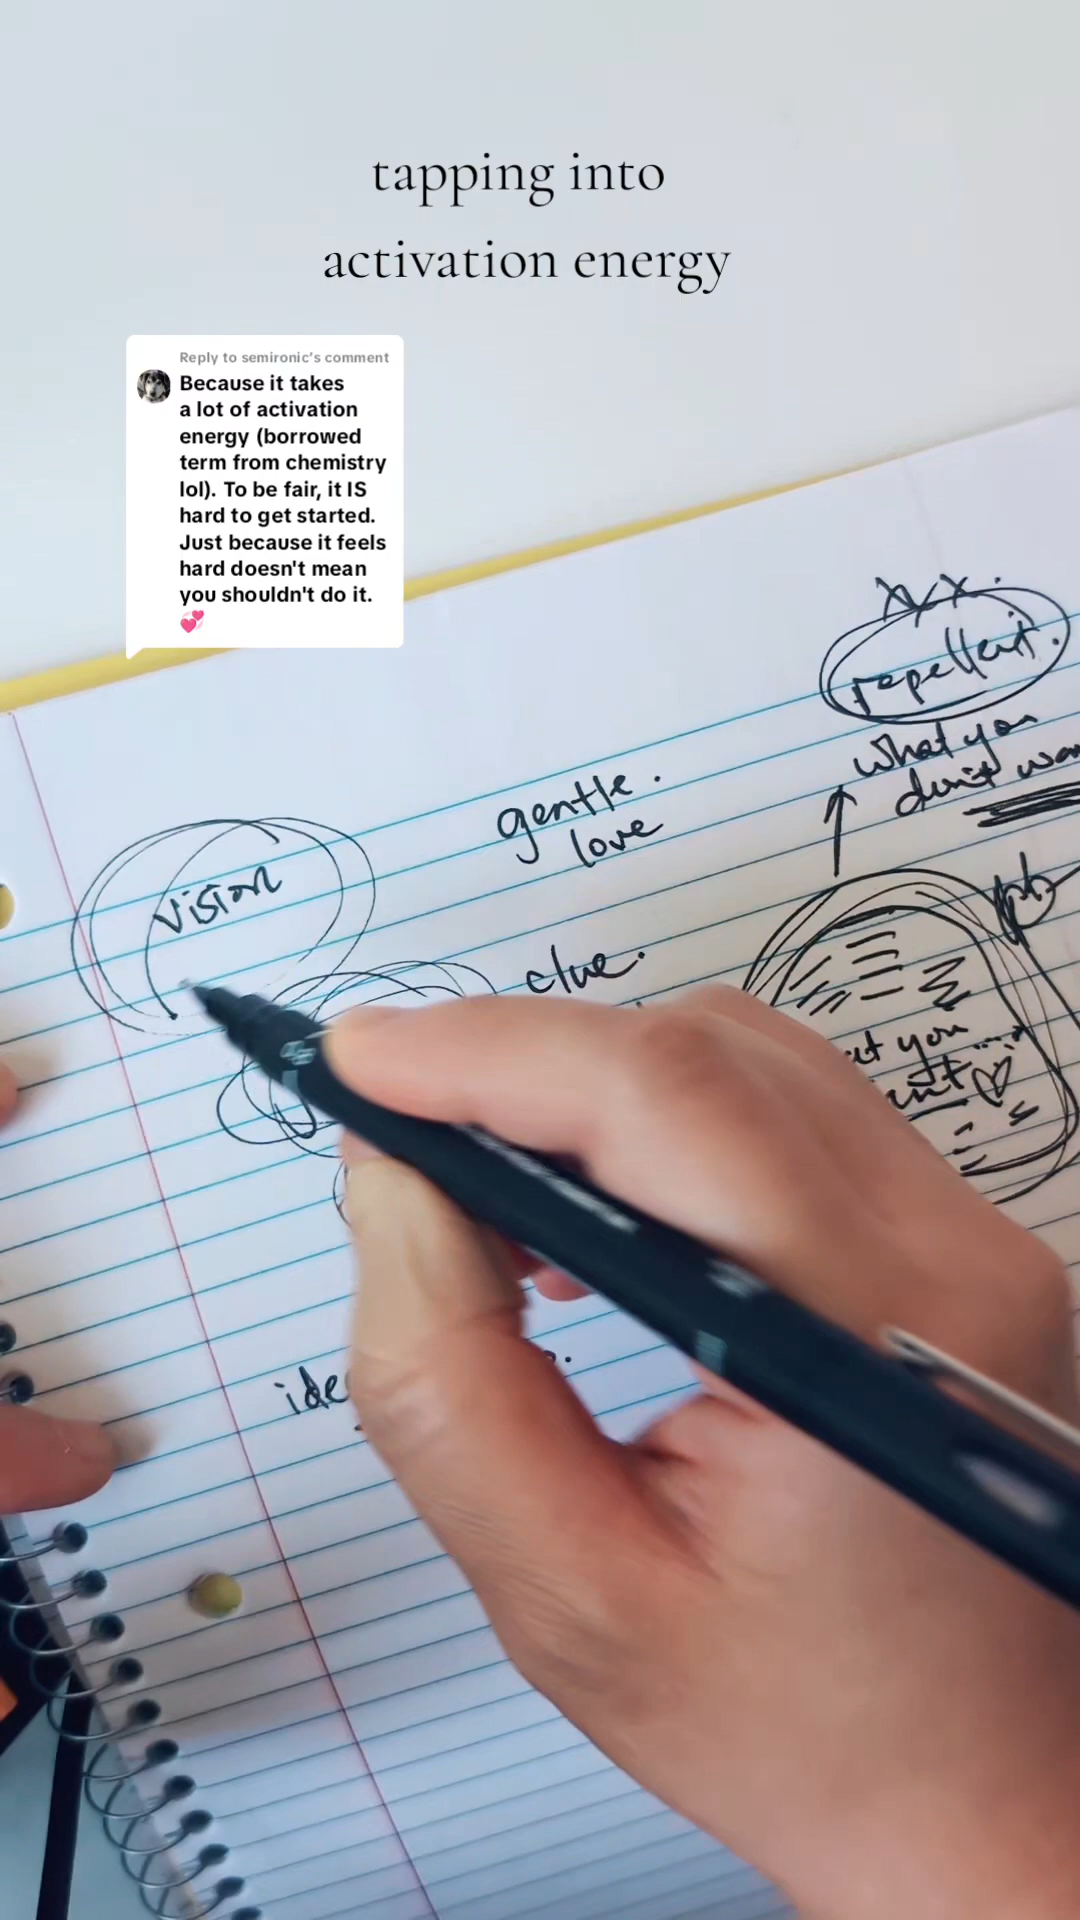 tapping into
activation energy
Reply to semironic's comment
Because it takes
a lot of activation
energy (borrowed
term from chemistry
lol). To be fair, it IS
hard to get started.
Just because it feels
hard doesn't mean
you shouldn't do it.
💞
repellent.
what you
don't
gentle.
love
vision
clue.
you